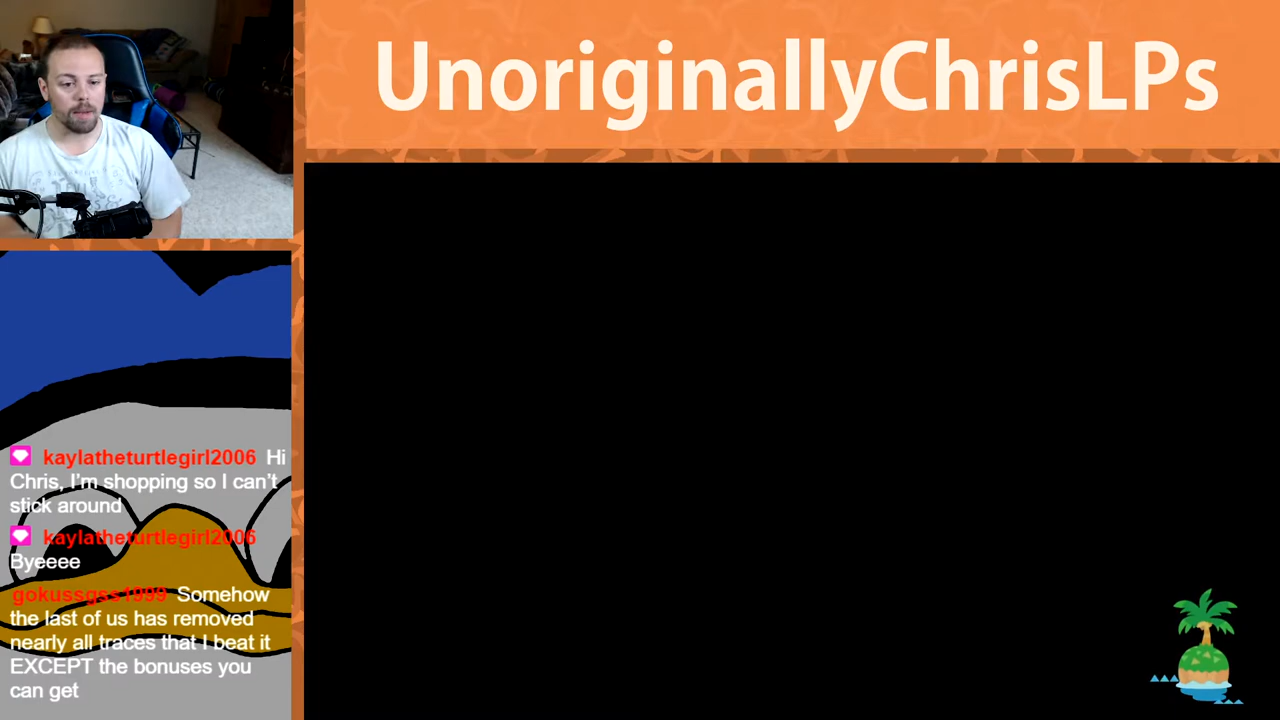 UnoriginallyChrisLPs
kaylatheturtlegirl2006 Hi
Chris, I'm shopping so I can't
stick around
kaylatheturtlegirl2006
Byeeee
gokussgss1999 Somehow
the last of us has removed
nearly all traces that I beat it
EXCEPT the bonuses you
can get